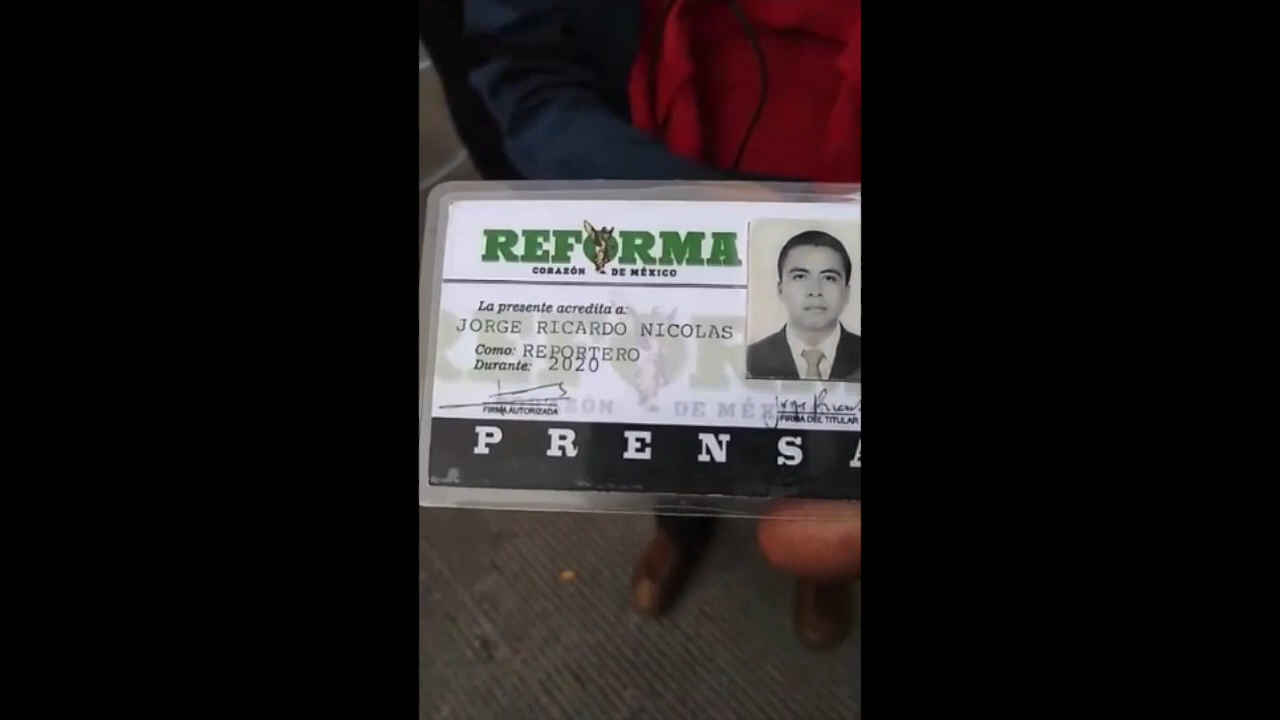 REFORMA
CORAZÓN DE MÉXICO
La presente acredita a:
JORGE RICARDO NICOLAS
Como: REPORTERO
Durante: 2020
FIRMA AUTORIZADA
FIRMA DEL TITULAR
PRENSA